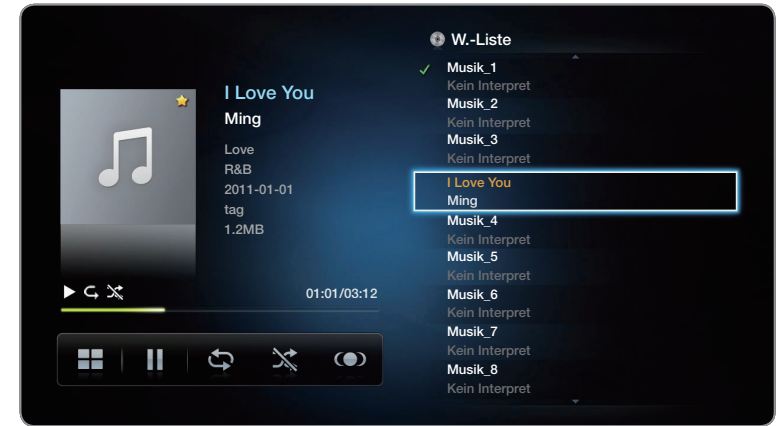 I Love You
Ming
Love
R&B
2011-01-01
tag
1.2MB
01:01/03:12
W.-Liste
Musik_1
Kein Interpret
Musik_2
Kein Interpret
Musik_3
Kein Interpret
I Love You
Ming
Musik_4
Kein Interpret
Musik_5
Kein Interpret
Musik_6
Kein Interpret
Musik_7
Kein Interpret
Musik_8
Kein Interpret